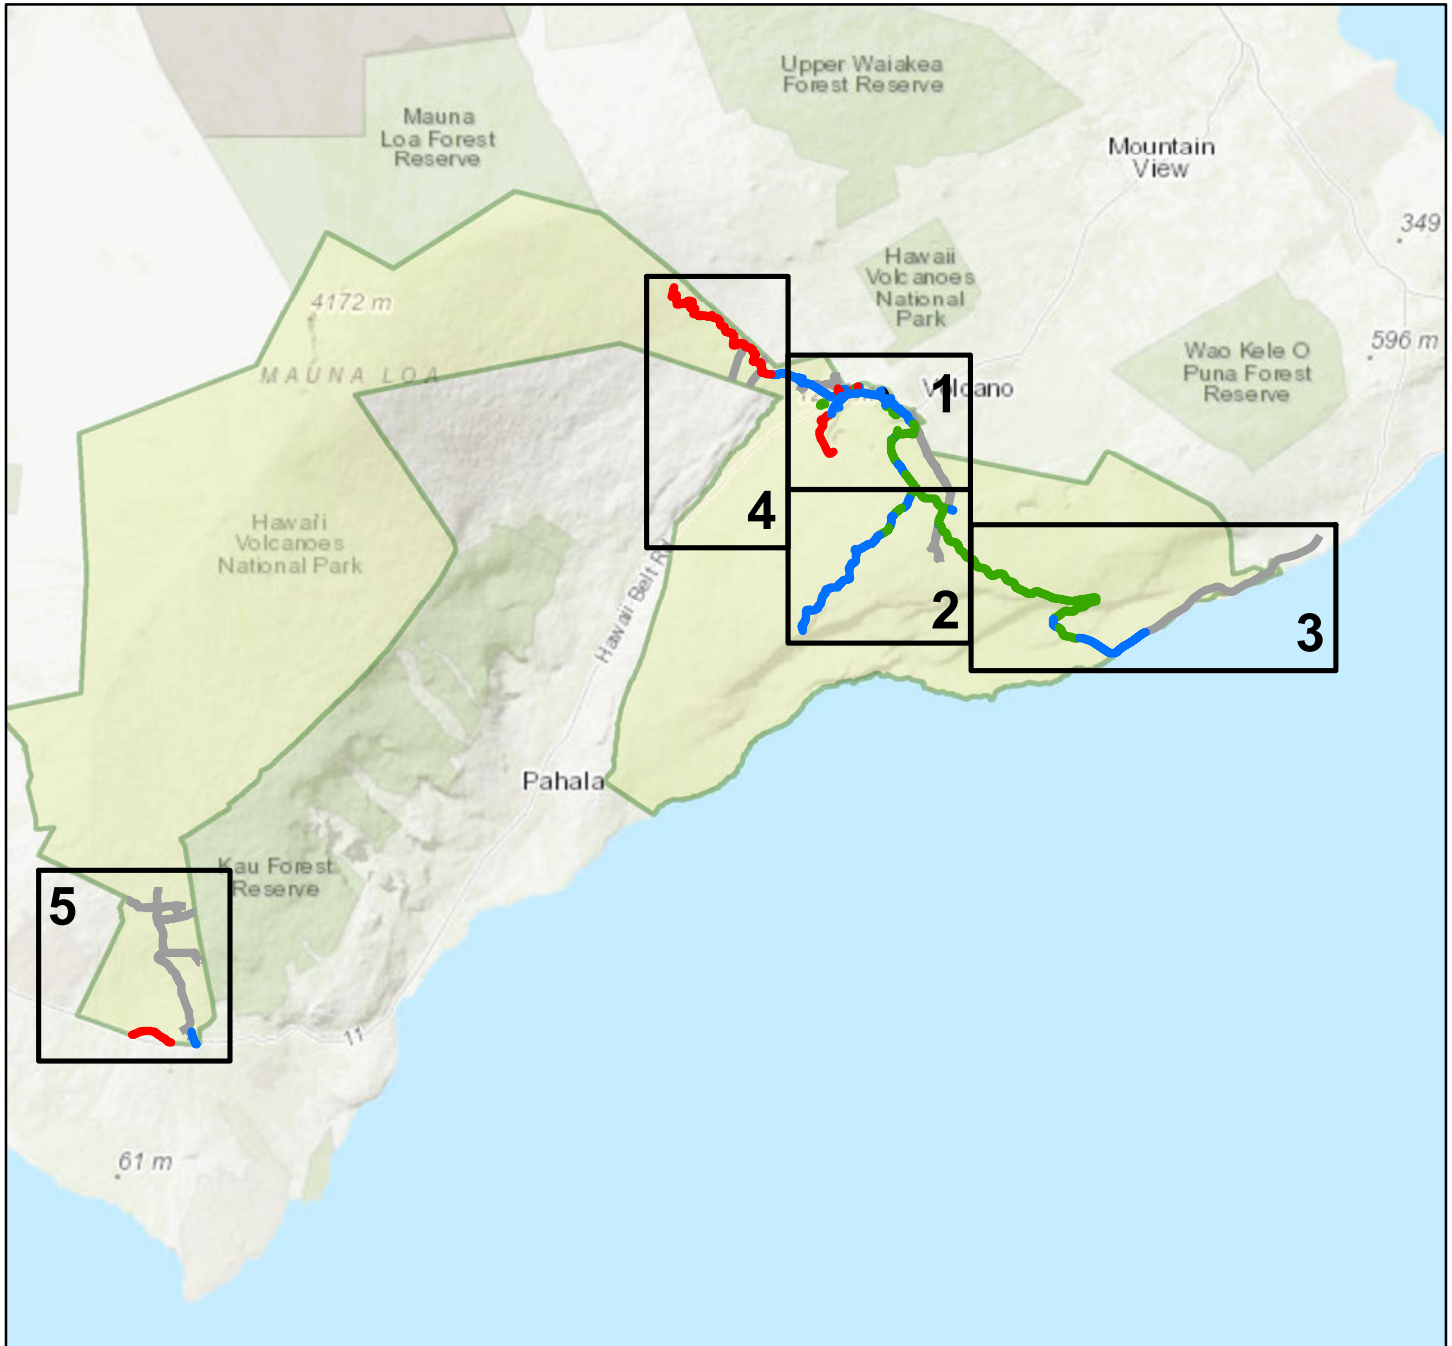 Upper Waiakea
Forest Reserve
Mauna
Loa Forest
Reserve
Mountain
View
349
Hawaii
Volcanoes
National
Park
4172 m
596 m
MAUNA LOA
Wao Kele O
Puna Forest
Reserve
1
Volcano
4
Hawaiʻi
Volcanoes
National Park
Hawaii Belt Rd
2
3
Pahala
Kau Forest
Reserve
5
11
61 m